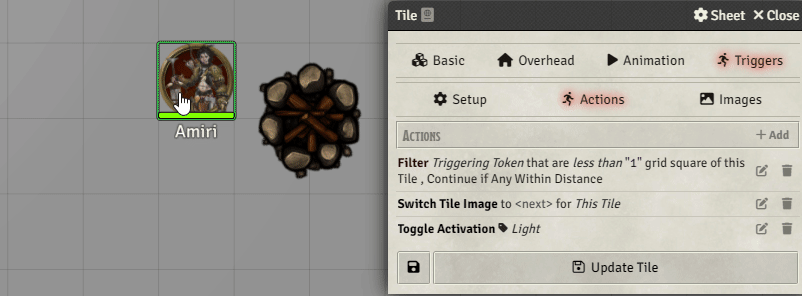 Tile
Sheet
Close
Basic
Overhead
Animation
Triggers
Setup
Actions
Images
ACTIONS
+ Add
Filter Triggering Token that are less than "1" grid square of this
Tile , Continue if Any Within Distance
Switch Tile Image to <next> for This Tile
Toggle Activation Light
Update Tile
Amiri